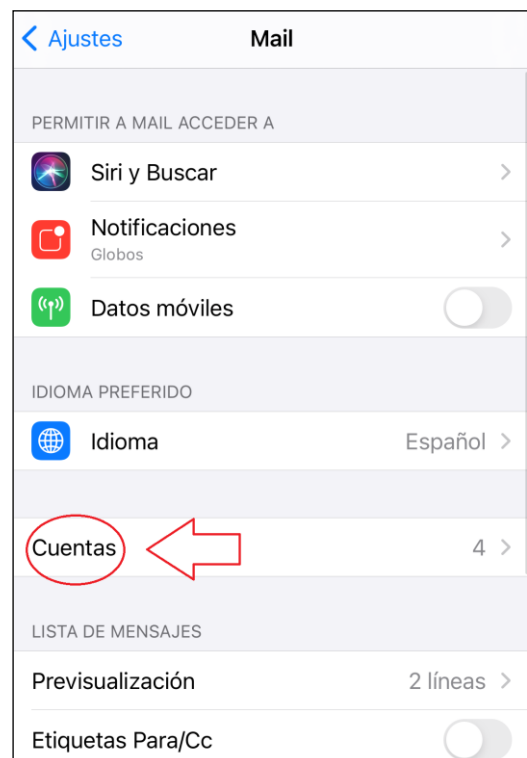 Ajustes Mail
PERMITIR A MAIL ACCEDER A
Siri y Buscar
Notificaciones
Globos
Datos móviles
IDIOMA PREFERIDO
Idioma Español
Cuentas 4
LISTA DE MENSAJES
Previsualización 2 líneas
Etiquetas Para/Cc